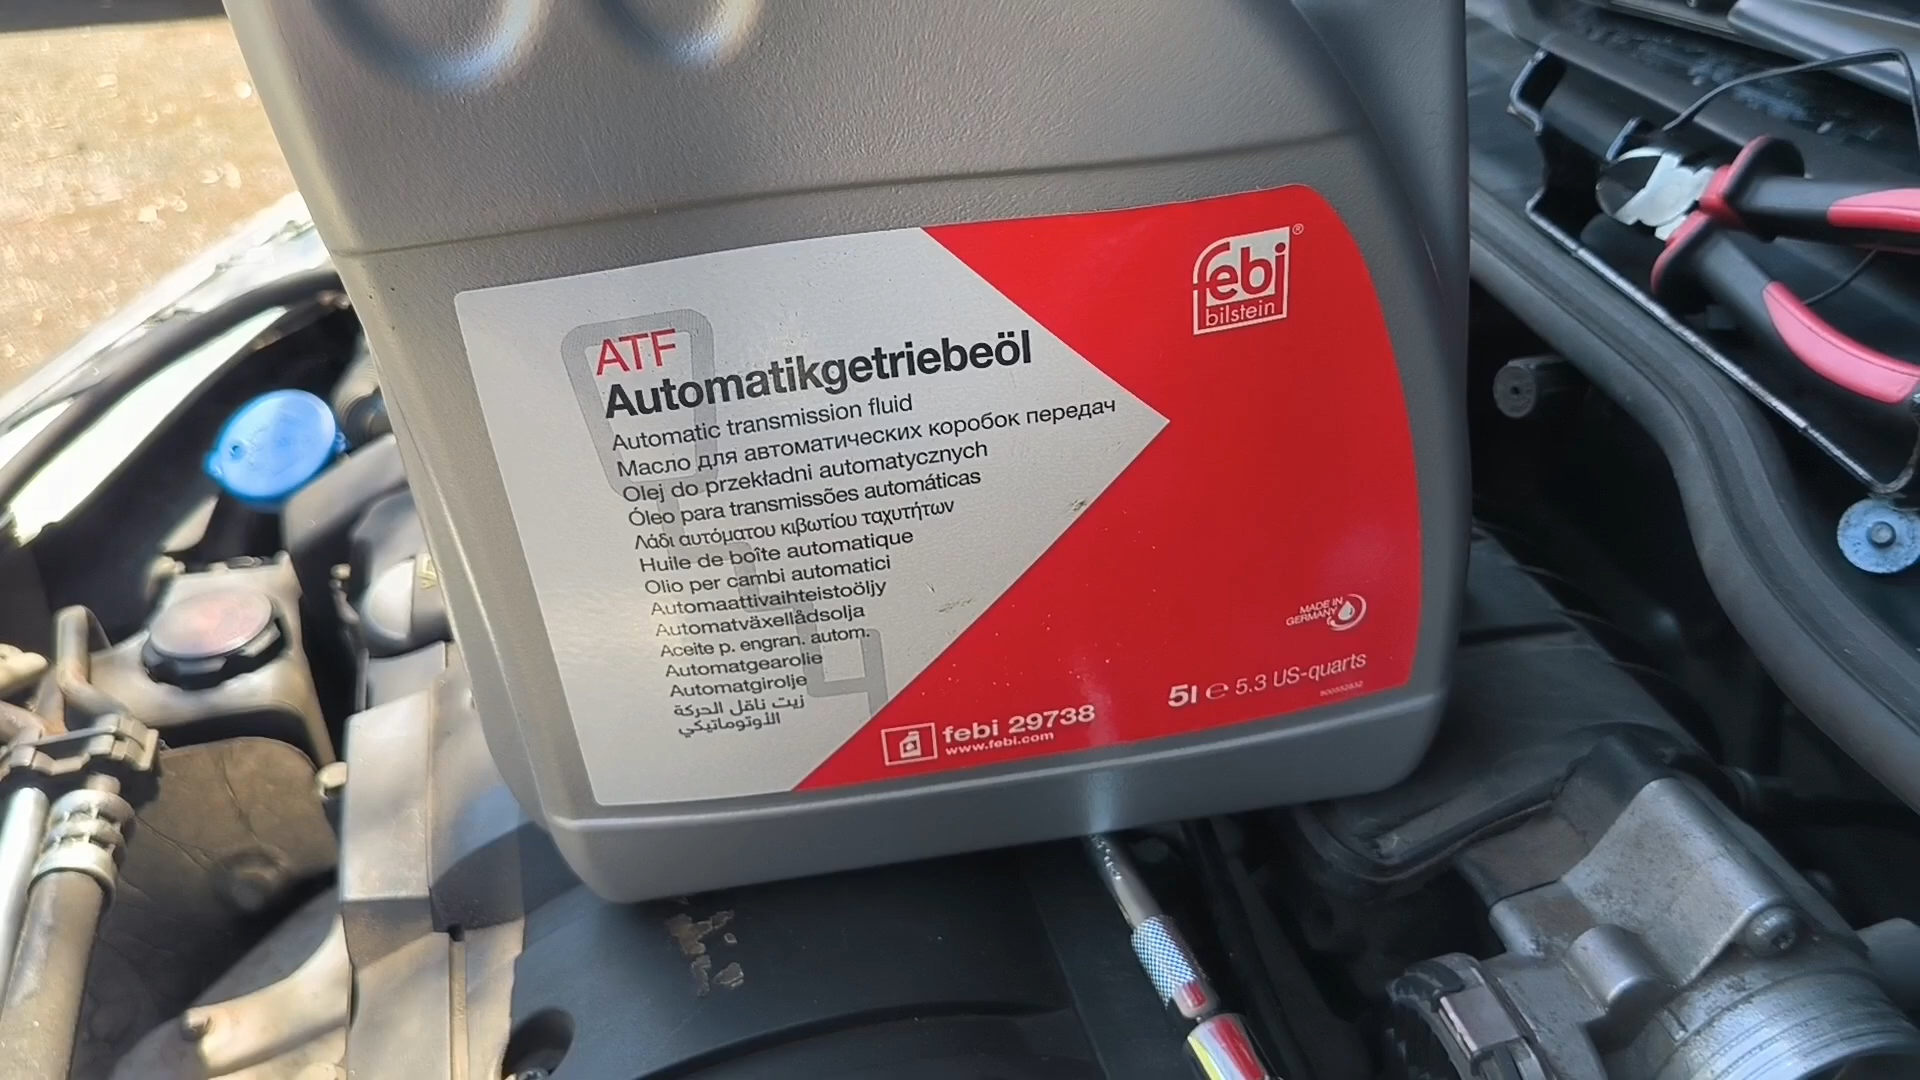 ATF
Automatikgetriebeöl
Automatic transmission fluid
Масло для автоматических коробок передач
Olej do przekładni automatycznych
Óleo para transmissões automáticas
Λάδι αυτόματου κιβωτίου ταχυτήτων
Huile de boîte automatique
Olio per cambi automatici
Automaattivaihteistoöljy
Automatväxellådsolja
Aceite p. engran. autom.
Automatgearolie
Automatgirolje
زيت ناقل الحركة
الأوتوماتيكي
febi®
bilstein
MADE IN
GERMANY
5l e 5.3 US-quarts
febi 29738
www.febi.com